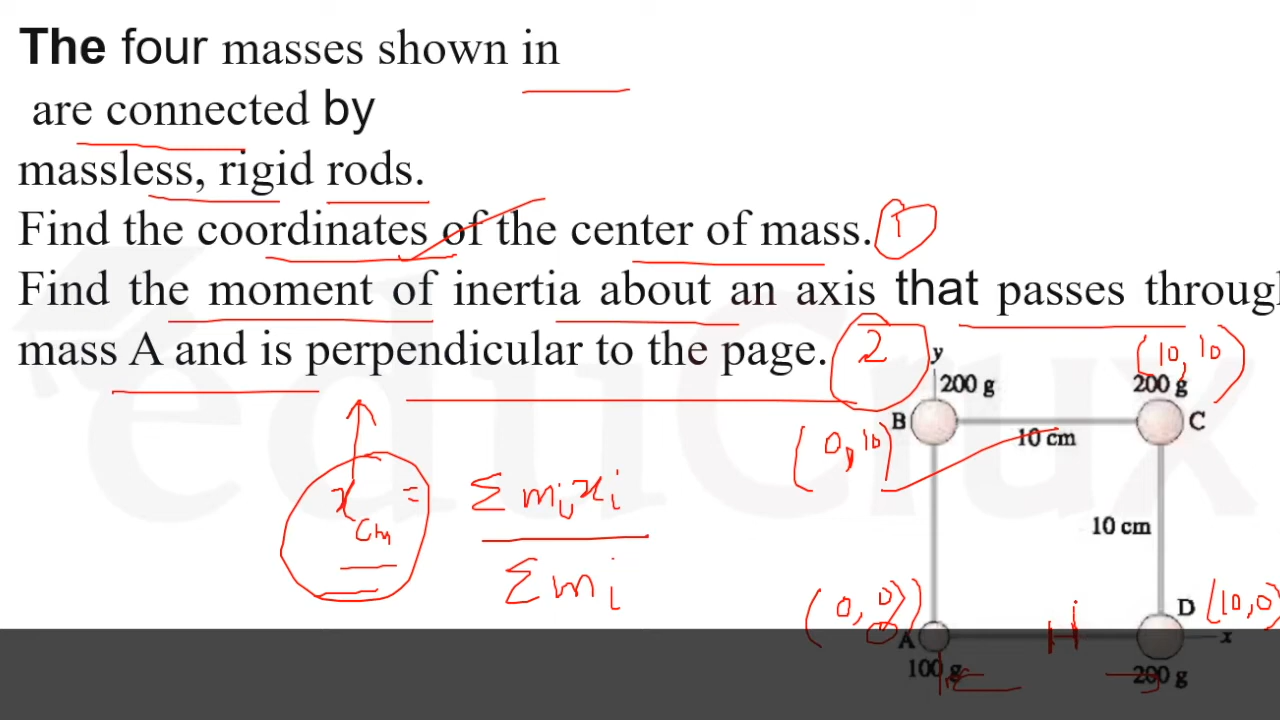 The four masses shown in
are connected by
massless, rigid rods.
Find the coordinates of the center of mass. 1
Find the moment of inertia about an axis that passes through
mass A and is perpendicular to the page. 2
y
200 g
(10, 10)
200 g
B
C
(0, 10)
10 cm
x cm = Σ mᵢ xᵢ
Σ mᵢ
10 cm
(0, 0)
D (10,0)
A
x
100 g
200 g
eduCrux